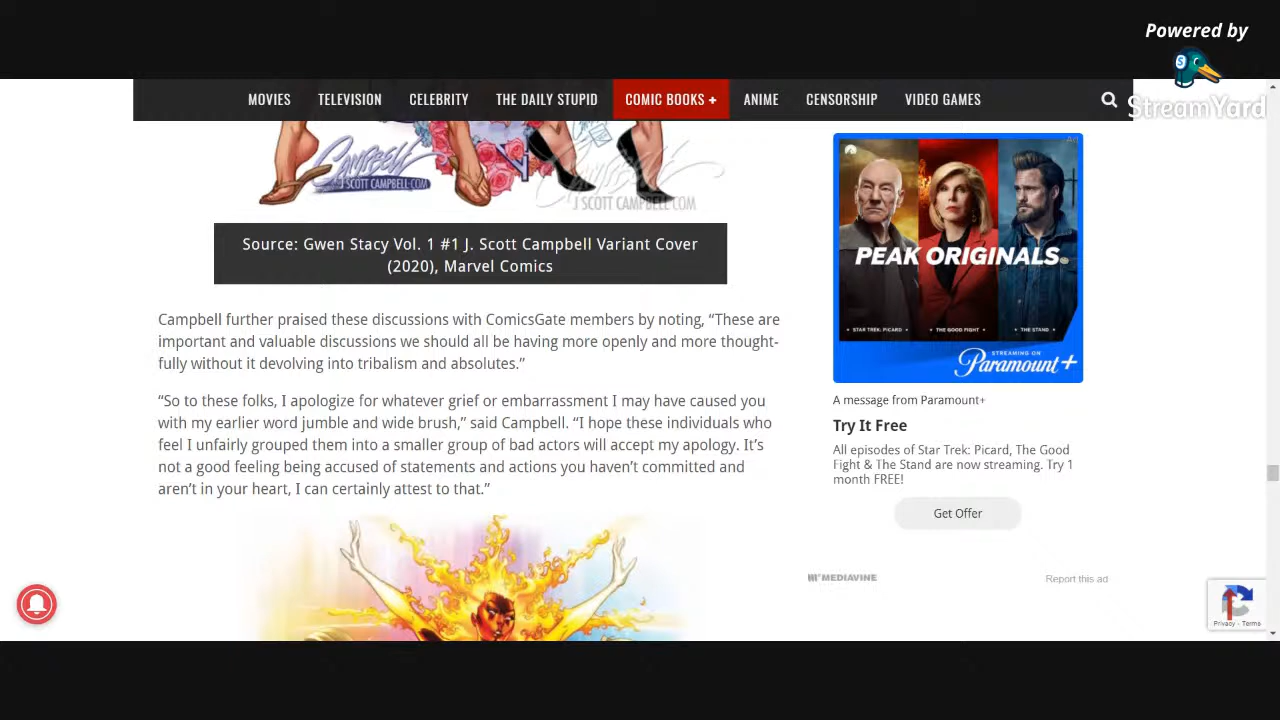 Powered by
StreamYard
MOVIES TELEVISION CELEBRITY THE DAILY STUPID COMIC BOOKS + ANIME CENSORSHIP VIDEO GAMES
CAMPBELL
J SCOTT CAMPBELL.COM
CAMPBELL
J SCOTT CAMPBELL.COM
Source: Gwen Stacy Vol. 1 #1 J. Scott Campbell Variant Cover
(2020), Marvel Comics
Campbell further praised these discussions with ComicsGate members by noting, “These are
important and valuable discussions we should all be having more openly and more thought-
fully without it devolving into tribalism and absolutes.”
“So to these folks, I apologize for whatever grief or embarrassment I may have caused you
with my earlier word jumble and wide brush,” said Campbell. “I hope these individuals who
feel I unfairly grouped them into a smaller group of bad actors will accept my apology. It’s
not a good feeling being accused of statements and actions you haven’t committed and
aren’t in your heart, I can certainly attest to that.”
Ad
PEAK ORIGINALS
STAR TREK: PICARD THE GOOD FIGHT THE STAND
STREAMING ON
Paramount+
A message from Paramount+
Try It Free
All episodes of Star Trek: Picard, The Good
Fight & The Stand are now streaming. Try 1
month FREE!
Get Offer
MEDIAVINE
Report this ad
Privacy - Terms